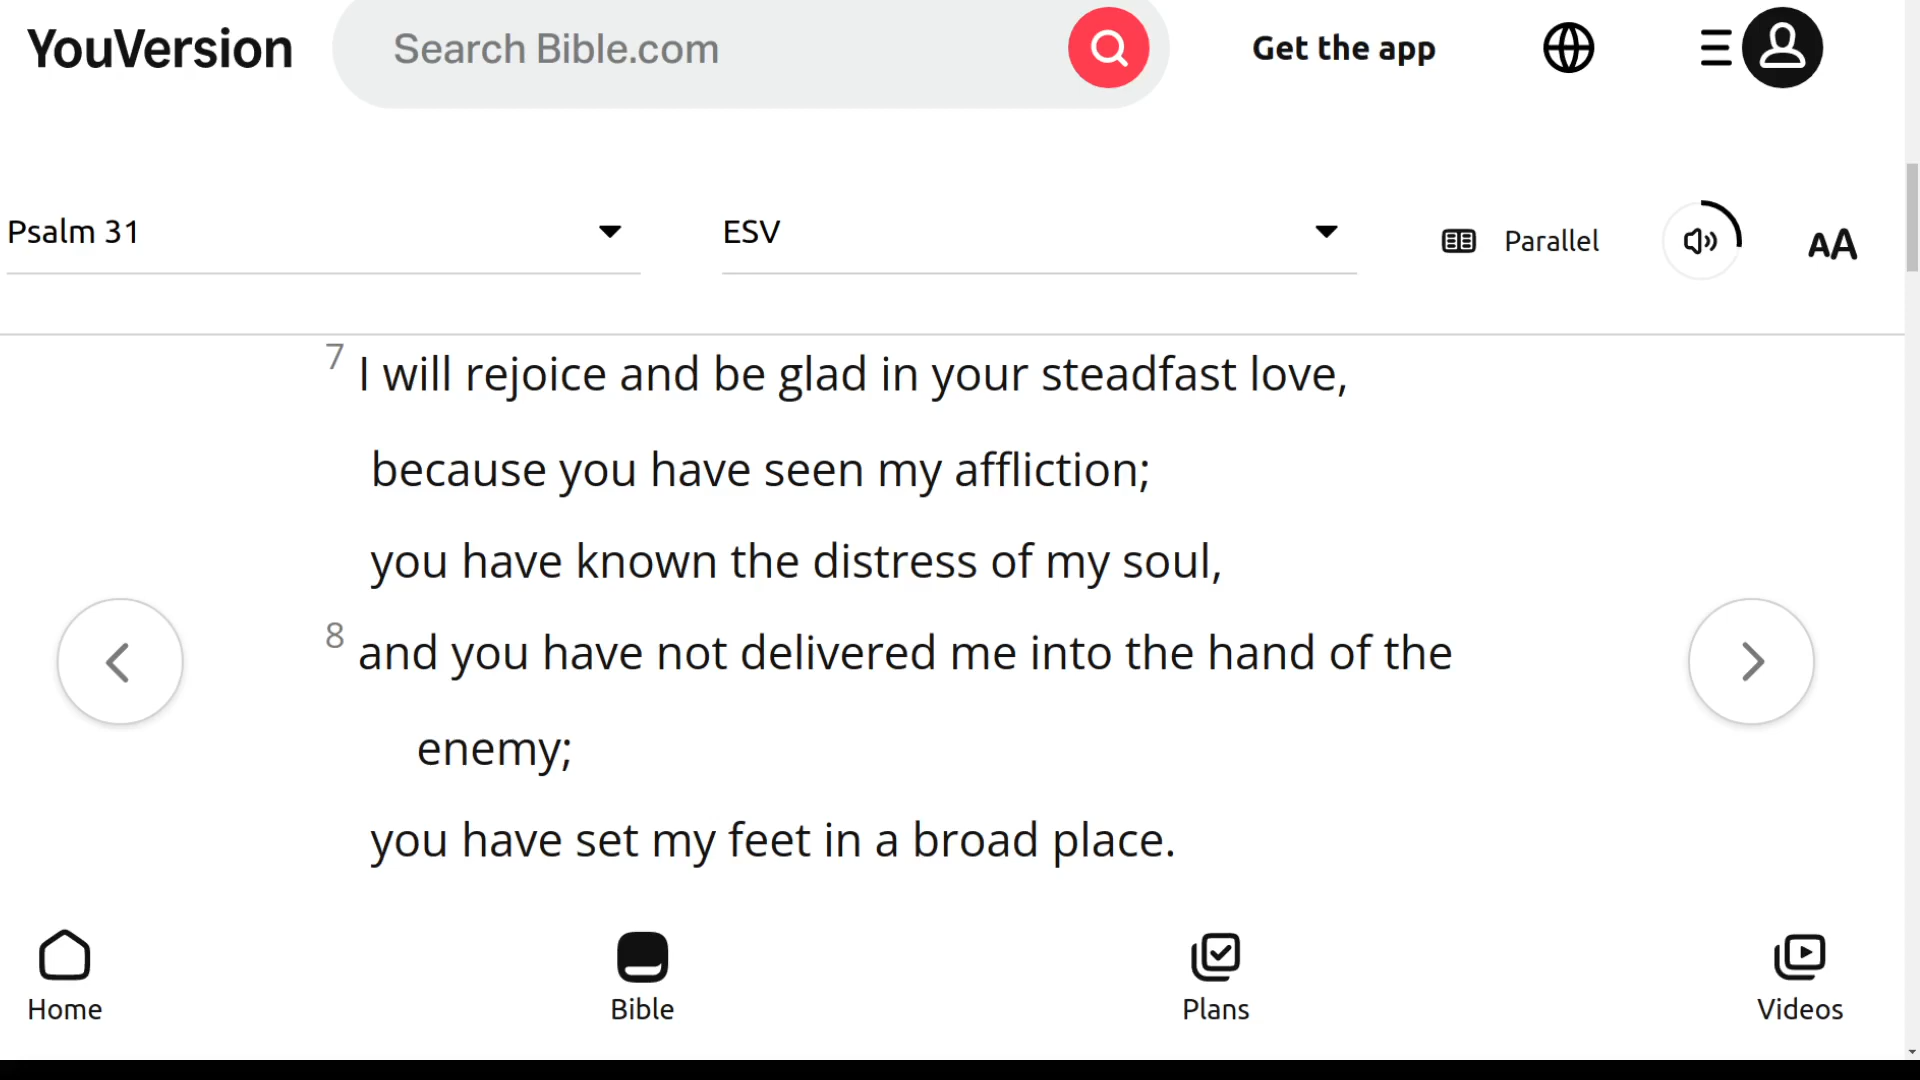 YouVersion Search Bible.com Get the app
Psalm 31 ESV Parallel AA
7 I will rejoice and be glad in your steadfast love,
because you have seen my affliction;
you have known the distress of my soul,
8 and you have not delivered me into the hand of the
enemy;
you have set my feet in a broad place.
Home Bible Plans Videos